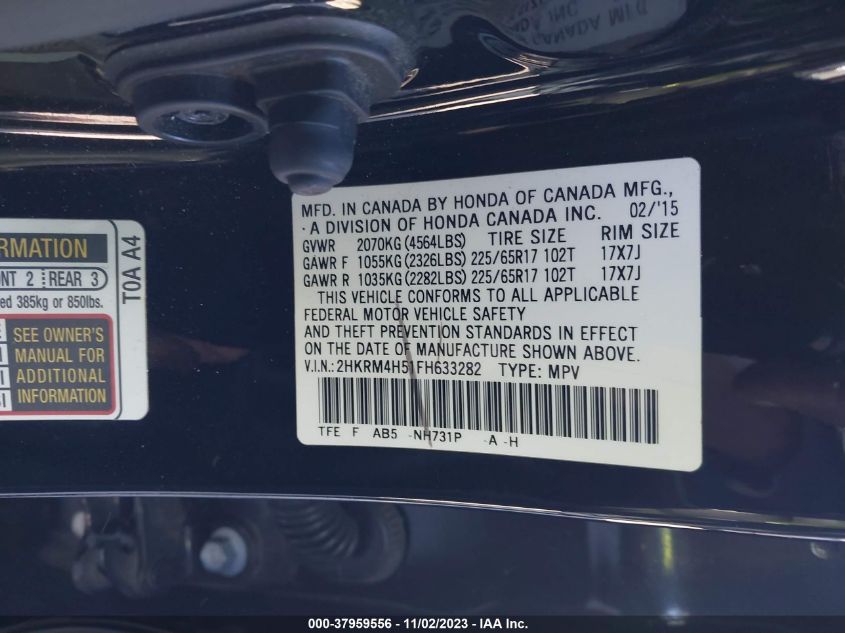 MFD. IN CANADA BY HONDA OF CANADA MFG.,
A DIVISION OF HONDA CANADA INC. 02/'15
GVWR 2070KG (4564LBS) TIRE SIZE RIM SIZE
GAWR F 1055KG (2326LBS) 225/65R17 102T 17X7J
GAWR R 1035KG (2282LBS) 225/65R17 102T 17X7J
THIS VEHICLE CONFORMS TO ALL APPLICABLE
FEDERAL MOTOR VEHICLE SAFETY
AND THEFT PREVENTION STANDARDS IN EFFECT
ON THE DATE OF MANUFACTURE SHOWN ABOVE.
V.I.N.: 2HKRM4H51FH633282 TYPE: MPV
TFE F AB5 -NH731P -A -H
REAR 3
385kg or 850lbs.
SEE OWNER'S
MANUAL FOR
ADDITIONAL
INFORMATION
T0A A4
000-37959556 - 11/02/2023 - IAA Inc.